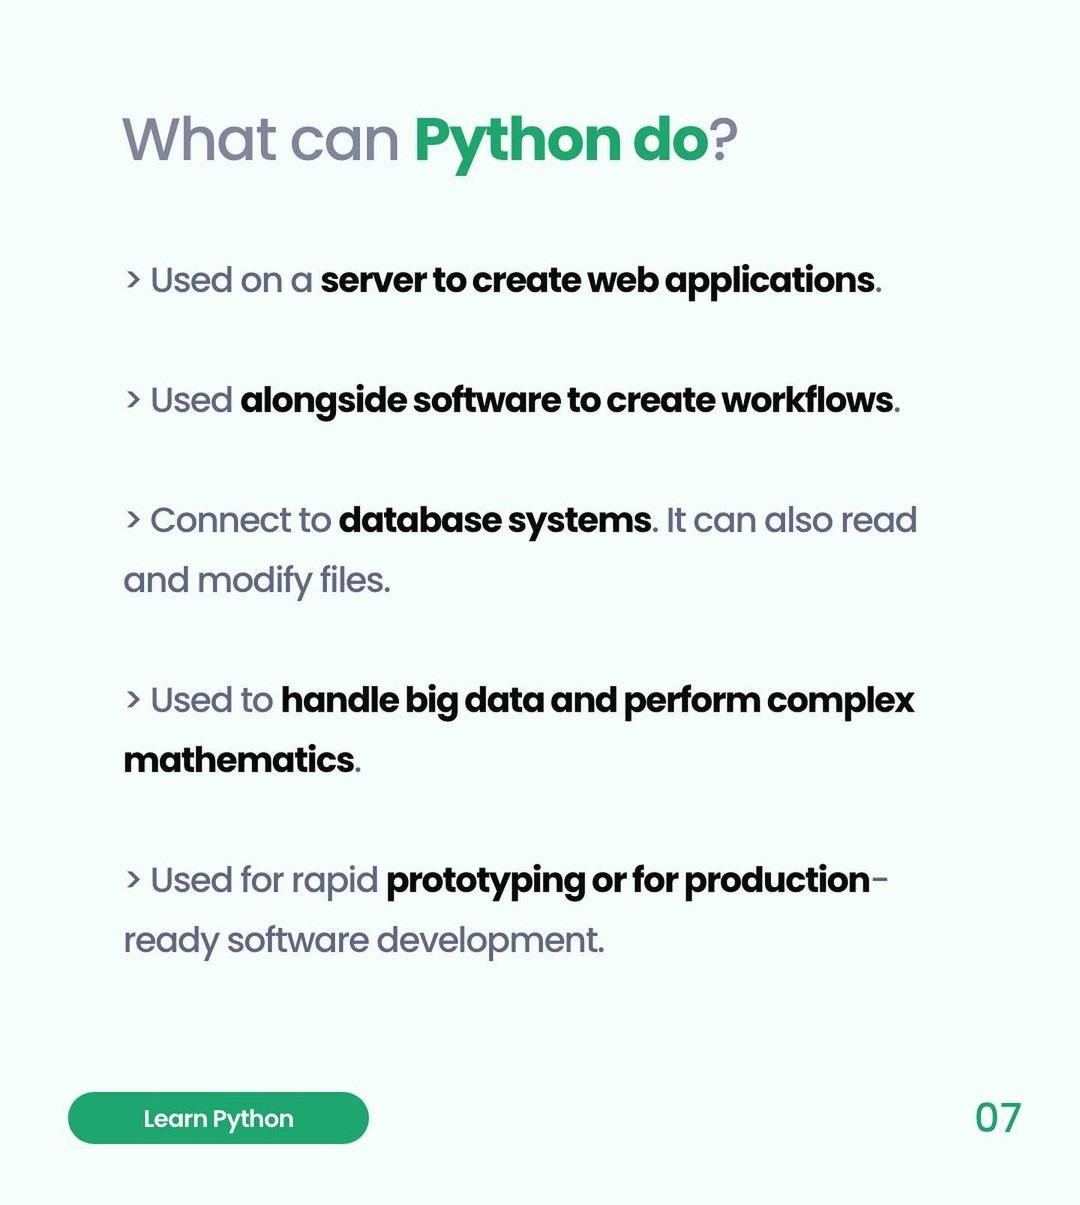 What can Python do?
> Used on a server to create web applications.
> Used alongside software to create workflows.
> Connect to database systems. It can also read
and modify files.
> Used to handle big data and perform complex
mathematics.
> Used for rapid prototyping or for production-
ready software development.
Learn Python
07